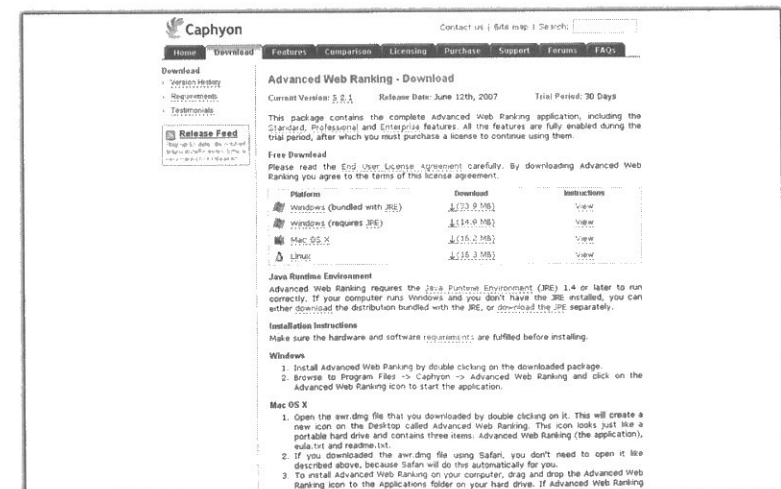 Caphyon
Contact us | Site map | Search:
Home Download Features Comparison Licensing Purchase Support Forums FAQs
Download
Version History
Requirements
Testimonials
Release Feed
Advanced Web Ranking - Download
Current Version: 5.2.1 Release Date: June 12th, 2007 Trial Period: 30 Days
This package contains the complete Advanced Web Ranking application, including the
Standard, Professional and Enterprise features. All the features are fully enabled during the
trial period, after which you must purchase a license to continue using them.
Free Download
Please read the End User License Agreement carefully. By downloading Advanced Web
Ranking you agree to the terms of this license agreement.
Platform Download Instructions
Windows (bundled with JRE) (33.9 MB) View
Windows (requires JRE) (14.9 MB) View
Mac OS X (16.2 MB) View
Linux (16.3 MB) View
Java Runtime Environment
Advanced Web Ranking requires the Java Runtime Environment (JRE) 1.4 or later to run
correctly. If your computer runs Windows and you don't have the JRE installed, you can
either download the distribution bundled with the JRE, or download the JRE separately.
Installation Instructions
Make sure the hardware and software requirements are fulfilled before installing.
Windows
1. Install Advanced Web Ranking by double clicking on the downloaded package.
2. Browse to Program Files -> Caphyon -> Advanced Web Ranking and click on the
Advanced Web Ranking icon to start the application.
Mac OS X
1. Open the awr.dmg file that you downloaded by double clicking on it. This will create a
new icon on the Desktop called Advanced Web Ranking. This icon looks just like a
portable hard drive and contains three items: Advanced Web Ranking (the application),
eula.txt and readme.txt.
2. If you downloaded the awr.dmg file using Safari, you don't need to open it like
described above, because Safari will do this automatically for you.
3. To install Advanced Web Ranking on your computer, drag and drop the Advanced Web
Ranking icon to the Applications folder on your hard drive. If Advanced Web Ranking